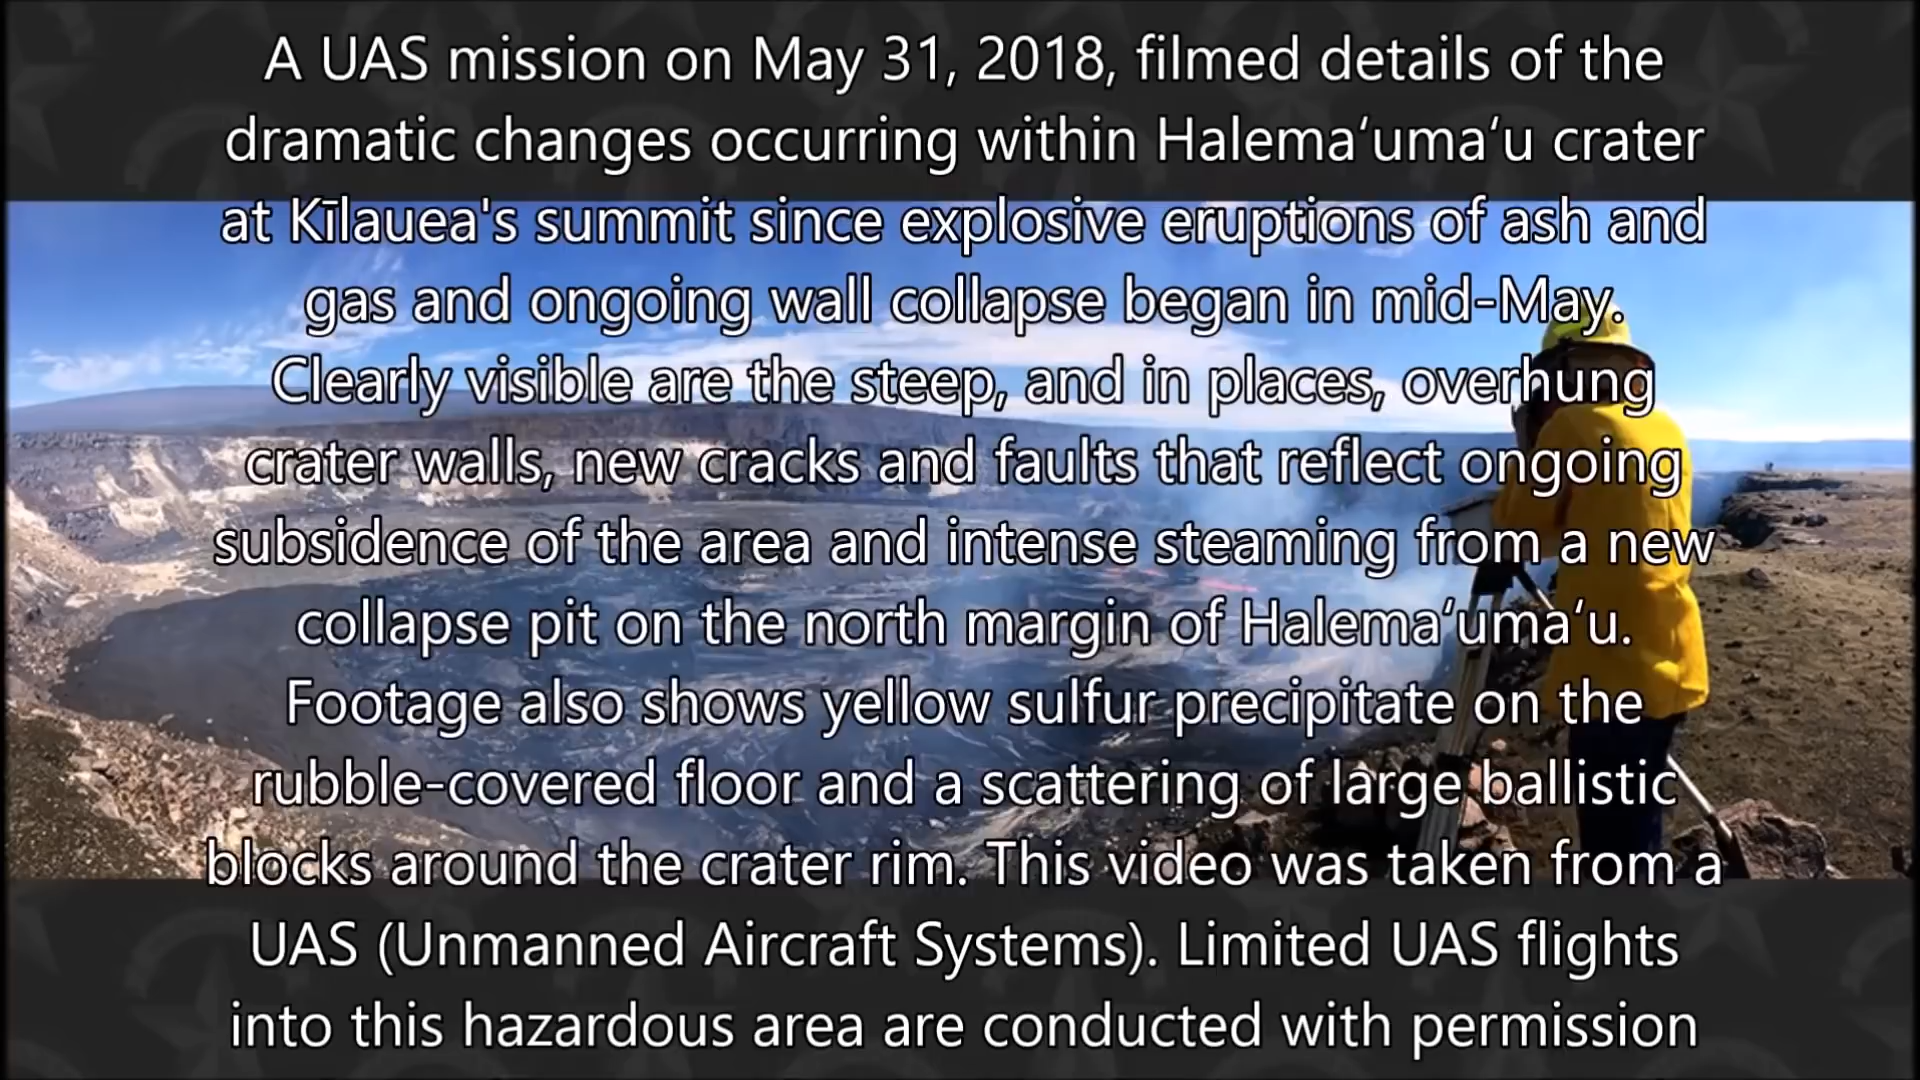 A UAS mission on May 31, 2018, filmed details of the
dramatic changes occurring within Halemaʻumaʻu crater
at Kīlauea's summit since explosive eruptions of ash and
gas and ongoing wall collapse began in mid-May.
Clearly visible are the steep, and in places, overhung
crater walls, new cracks and faults that reflect ongoing
subsidence of the area and intense steaming from a new
collapse pit on the north margin of Halemaʻumaʻu.
Footage also shows yellow sulfur precipitate on the
rubble-covered floor and a scattering of large ballistic
blocks around the crater rim. This video was taken from a
UAS (Unmanned Aircraft Systems). Limited UAS flights
into this hazardous area are conducted with permission